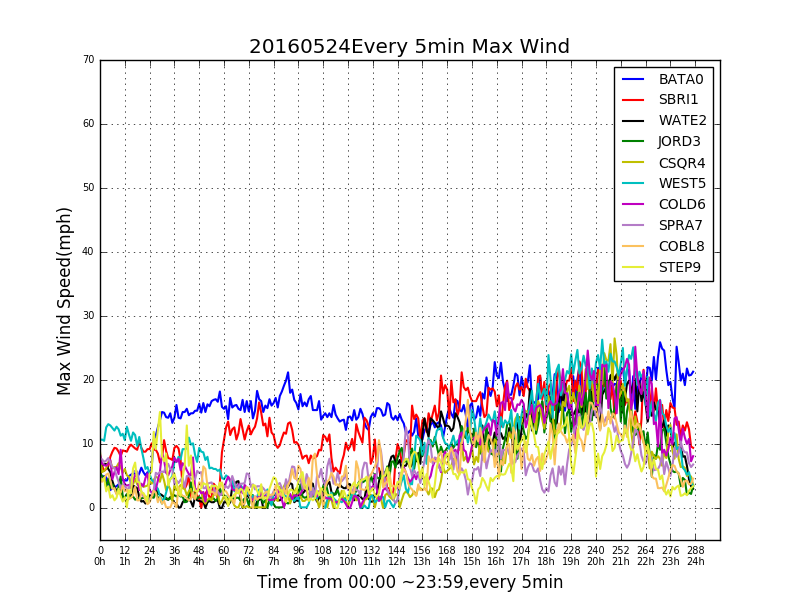 20160524Every 5min Max Wind
70
60
50
40
30
20
10
0
Max Wind Speed(mph)
BATA0
SBRI1
WATE2
JORD3
CSQR4
WEST5
COLD6
SPRA7
COBL8
STEP9
0 12 24 36 48 60 72 84 96 108 120 132 144 156 168 180 192 204 216 228 240 252 264 276 288
0h 1h 2h 3h 4h 5h 6h 7h 8h 9h 10h 11h 12h 13h 14h 15h 16h 17h 18h 19h 20h 21h 22h 23h 24h
Time from 00:00 ~23:59,every 5min